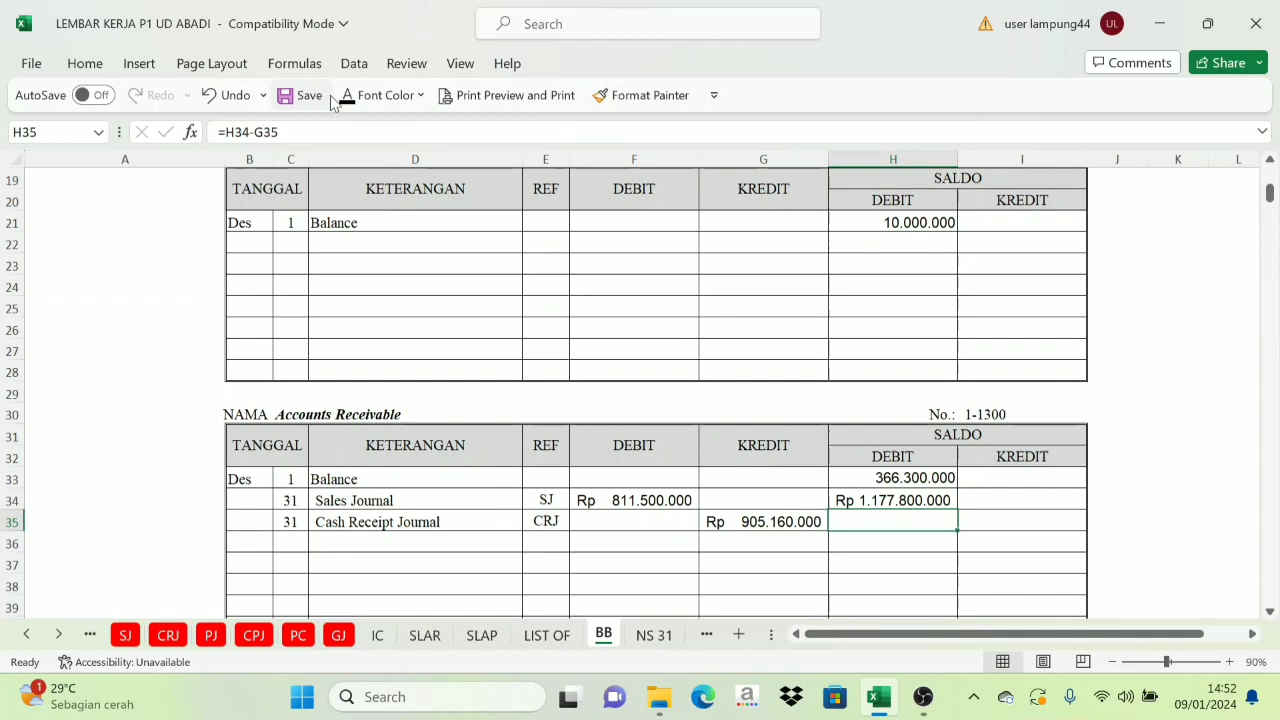 LEMBAR KERJA P1 UD ABADI - Compatibility Mode
Search
user lampung44 UL
File Home Insert Page Layout Formulas Data Review View Help
Comments Share
AutoSave Off Redo Undo Save Font Color Print Preview and Print Format Painter
H35 fx =H34-G35
A B C D E F G H I J K L
19 TANGGAL KETERANGAN REF DEBIT KREDIT SALDO
20 DEBIT KREDIT
21 Des 1 Balance 10.000.000
22
23
24
25
26
27
28
29
30 NAMA Accounts Receivable No.: 1-1300
31 TANGGAL KETERANGAN REF DEBIT KREDIT SALDO
32 DEBIT KREDIT
33 Des 1 Balance 366.300.000
34 31 Sales Journal SJ Rp 811.500.000 Rp 1.177.800.000
35 31 Cash Receipt Journal CRJ Rp 905.160.000
36
37
38
39
SJ CRJ PJ CPJ PC GJ IC SLAR SLAP LIST OF BB NS 31
Ready Accessibility: Unavailable 90%
1 29°C
Sebagian cerah
Search
a
14:52
09/01/2024